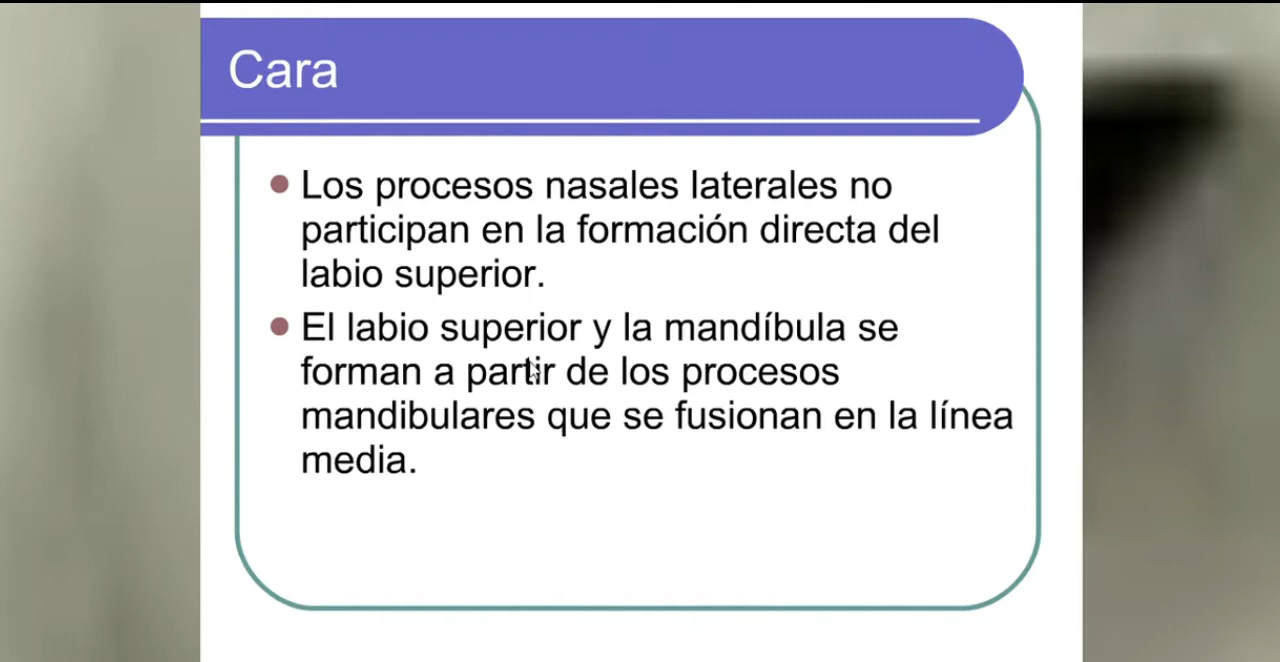 Cara
Los procesos nasales laterales no
participan en la formación directa del
labio superior.
El labio superior y la mandíbula se
forman a partir de los procesos
mandibulares que se fusionan en la línea
media.